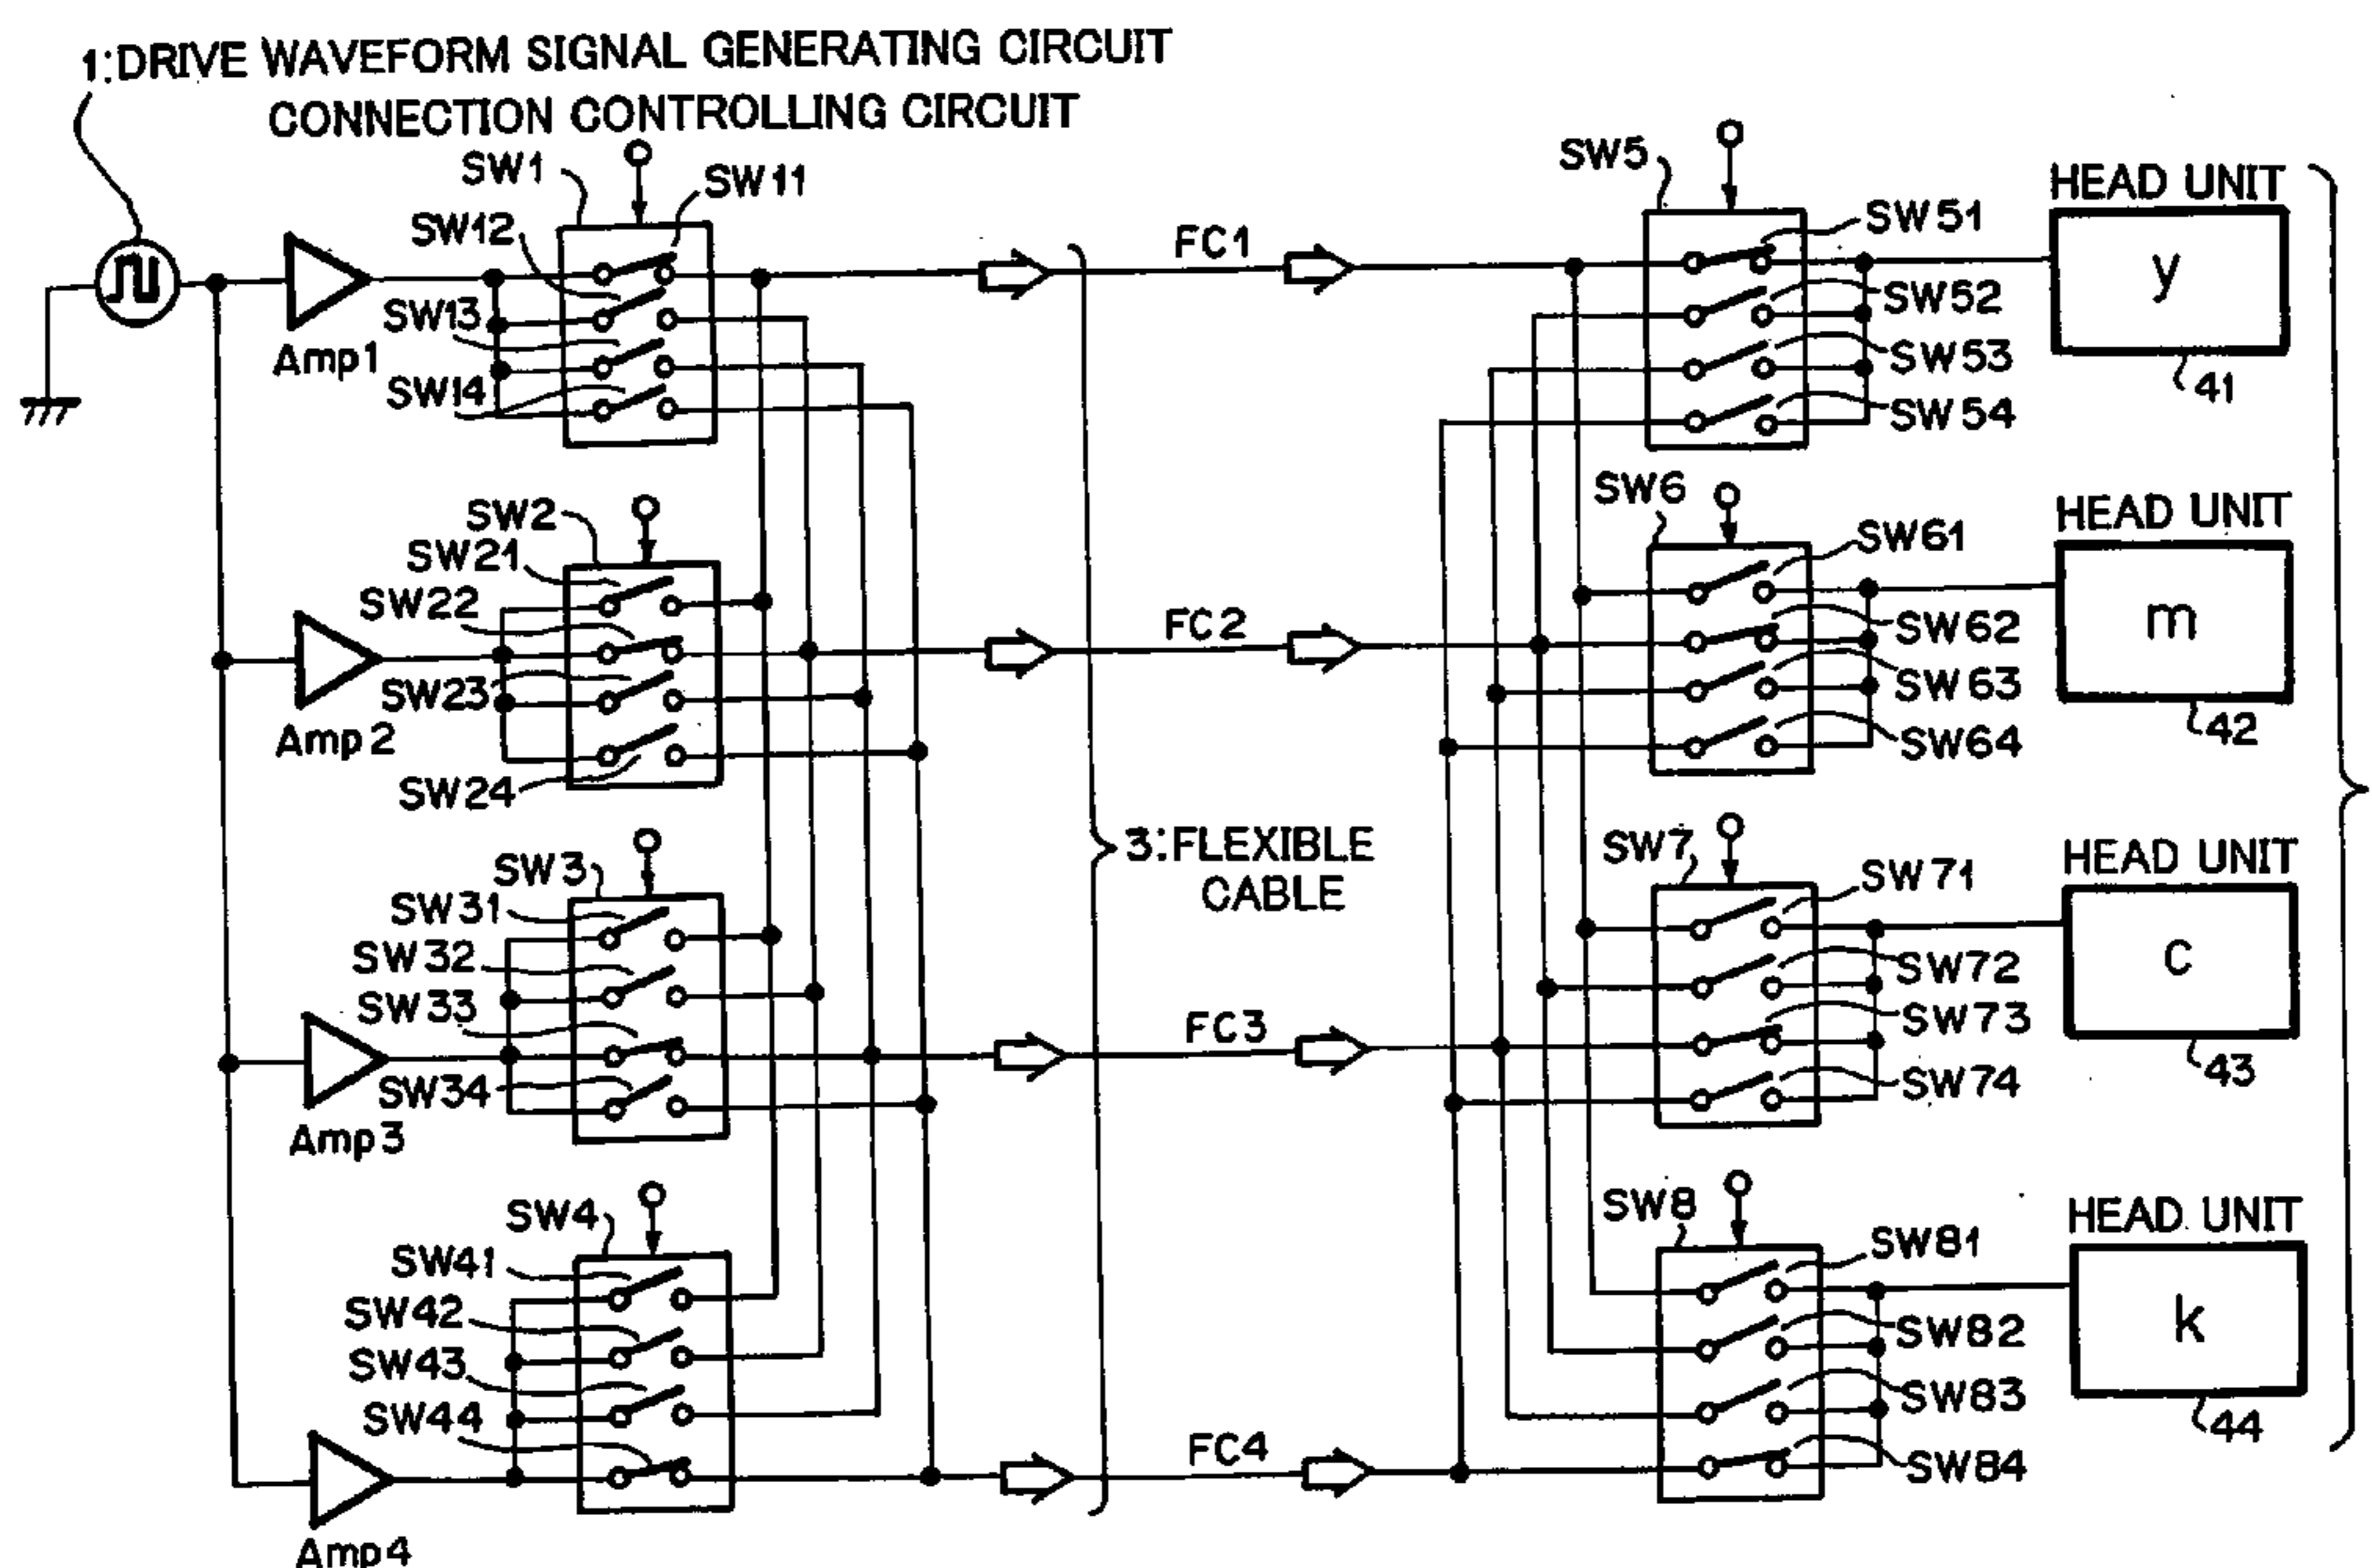 1:DRIVE WAVEFORM SIGNAL GENERATING CIRCUIT
CONNECTION CONTROLLING CIRCUIT
SW1
SW11
SW12
SW13
SW14
Amp1
SW2
SW21
SW22
SW23
SW24
Amp2
SW3
SW31
SW32
SW33
SW34
Amp3
SW4
SW41
SW42
SW43
SW44
Amp4
FC1
FC2
3:FLEXIBLE
CABLE
FC3
FC4
SW5
SW51
SW52
SW53
SW54
HEAD UNIT
y
41
SW6
SW61
SW62
SW63
SW64
HEAD UNIT
m
42
SW7
SW71
SW72
SW73
SW74
HEAD UNIT
c
43
SW8
SW81
SW82
SW83
SW84
HEAD UNIT
k
44